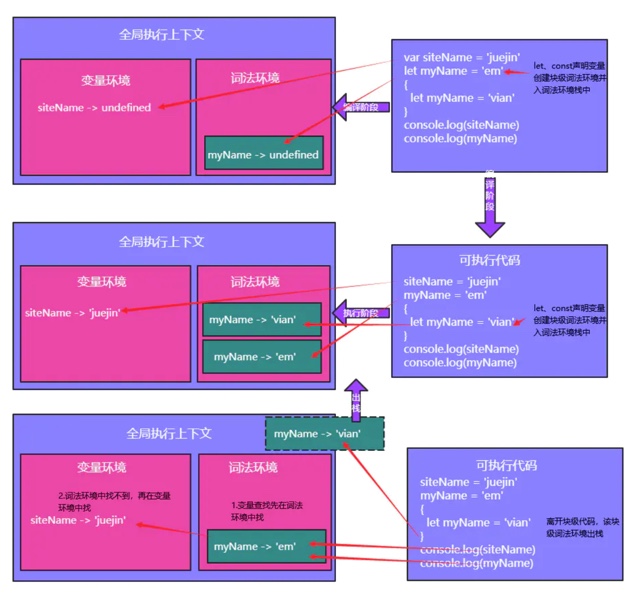 全局执行上下文
变量环境
siteName -> undefined
词法环境
myName -> undefined
编译阶段
var siteName = 'juejin'
let myName = 'em'
{
let myName = 'vian'
}
console.log(siteName)
console.log(myName)
let、const声明变量
创建块级词法环境并
入词法环境栈中
译
阶
段
全局执行上下文
变量环境
siteName -> 'juejin'
词法环境
myName -> 'vian'
myName -> 'em'
执行阶段
可执行代码
siteName = 'juejin'
myName = 'em'
{
let myName = 'vian'
}
console.log(siteName)
console.log(myName)
let、const声明变量
创建块级词法环境并
入词法环境栈中
出
栈
全局执行上下文
myName -> 'vian'
变量环境
2.词法环境中找不到，再在变量
环境中找
siteName -> 'juejin'
词法环境
1.变量查找先在词法
环境中找
myName -> 'em'
可执行代码
siteName = 'juejin'
myName = 'em'
{
let myName = 'vian'
}
console.log(siteName)
console.log(myName)
离开块级代码，该块
级词法环境出栈